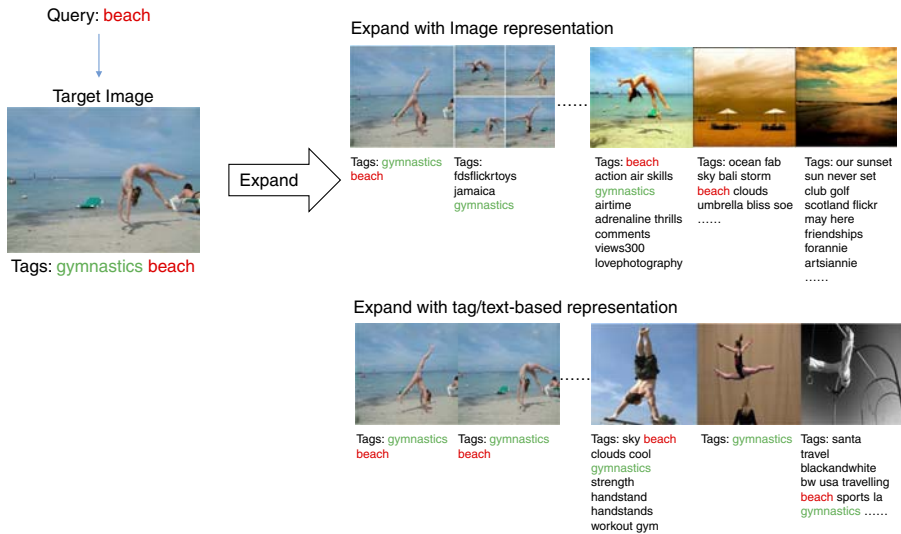 Query: beach
Target Image
Tags: gymnastics beach
Expand
Expand with Image representation
Tags: gymnastics
beach
Tags:
fdsflickrtoys
jamaica
gymnastics
......
Tags: beach
action air skills
gymnastics
airtime
adrenaline thrills
comments
views300
lovephotography
Tags: ocean fab
sky bali storm
beach clouds
umbrella bliss soe
......
Tags: our sunset
sun never set
club golf
scotland flickr
may here
friendships
forannie
artsiannie
......
Expand with tag/text-based representation
Tags: gymnastics
beach
Tags: gymnastics
beach
......
Tags: sky beach
clouds cool
gymnastics
strength
handstand
handstands
workout gym
Tags: gymnastics
Tags: santa
travel
blackandwhite
bw usa travelling
beach sports la
gymnastics ......